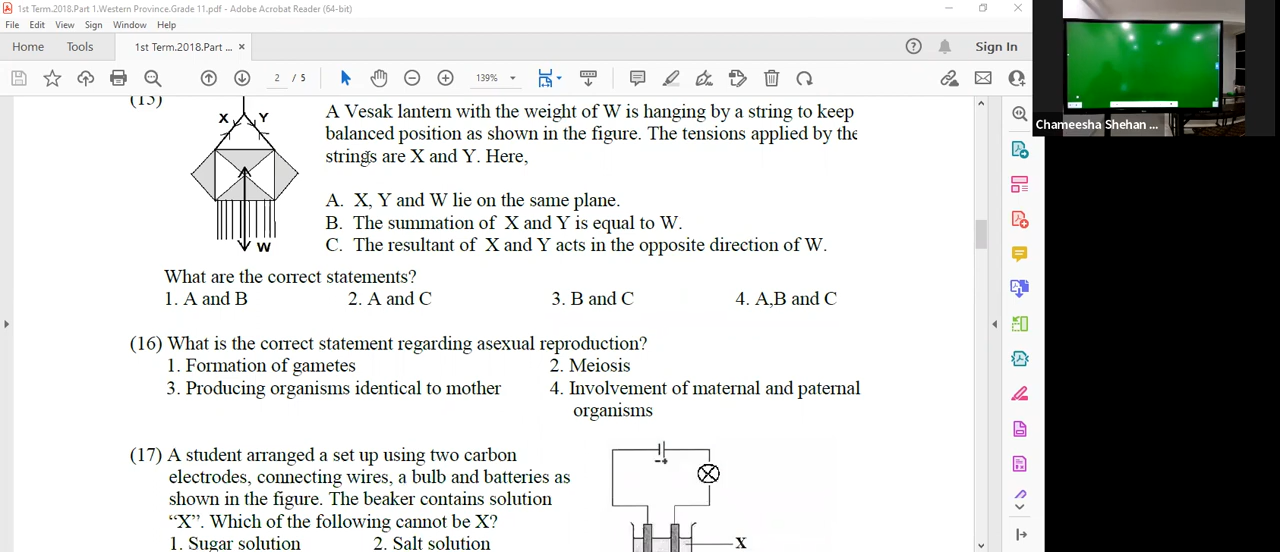 1st Term.2018.Part 1.Western Province.Grade 11.pdf - Adobe Acrobat Reader (64-bit)
File Edit View Sign Window Help
Home Tools 1st Term.2018.Part ... × Sign In
2 / 5 139%
Chameesha Shehan ...
(15) A Vesak lantern with the weight of W is hanging by a string to keep
balanced position as shown in the figure. The tensions applied by the
strings are X and Y. Here,
X Y
W
A. X, Y and W lie on the same plane.
B. The summation of X and Y is equal to W.
C. The resultant of X and Y acts in the opposite direction of W.
What are the correct statements?
1. A and B 2. A and C 3. B and C 4. A,B and C
(16) What is the correct statement regarding asexual reproduction?
1. Formation of gametes 2. Meiosis
3. Producing organisms identical to mother 4. Involvement of maternal and paternal
organisms
(17) A student arranged a set up using two carbon
electrodes, connecting wires, a bulb and batteries as
shown in the figure. The beaker contains solution
“X”. Which of the following cannot be X?
1. Sugar solution 2. Salt solution
X